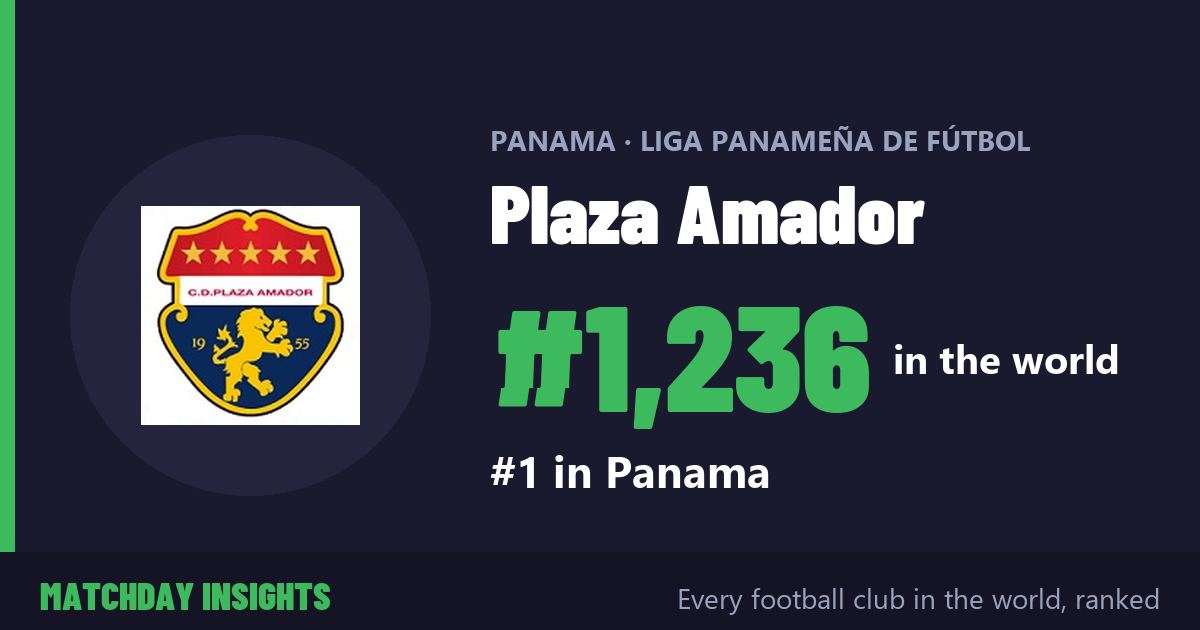 PANAMA · LIGA PANAMEÑA DE FÚTBOL
Plaza Amador
#1,236 in the world
#1 in Panama
C.D.PLAZA AMADOR
19 55
MATCHDAY INSIGHTS
Every football club in the world, ranked